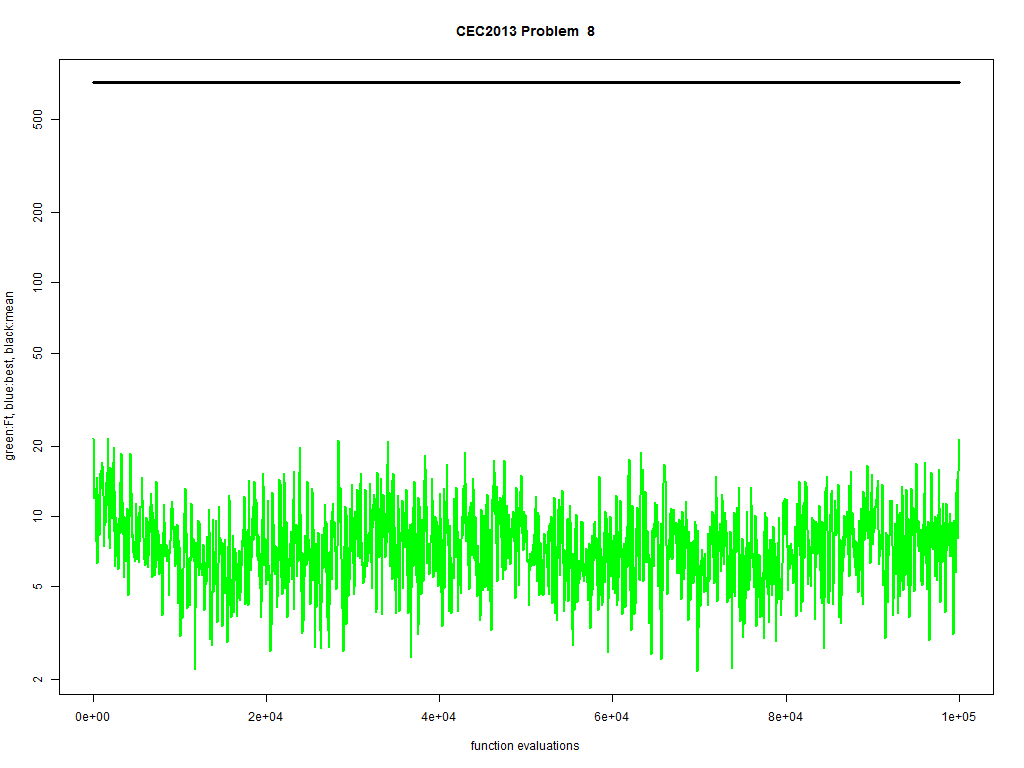 CEC2013 Problem  8
green:Ft, blue:best, black:mean
500
200
100
50
20
10
5
2
0e+00
2e+04
4e+04
6e+04
8e+04
1e+05
function evaluations